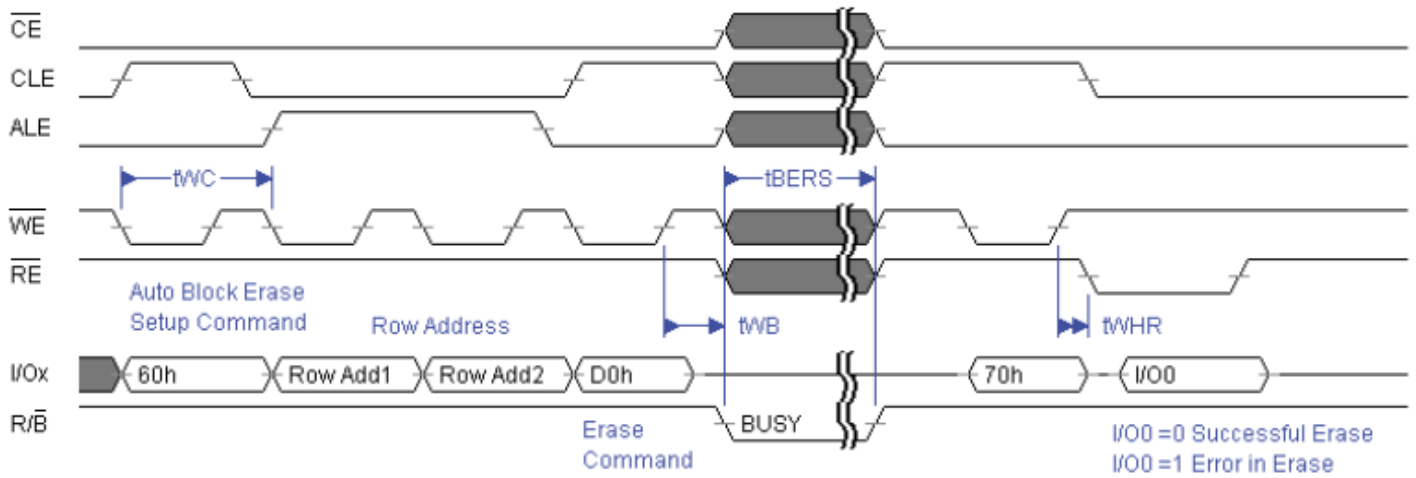 CE
CLE
ALE
tWC
tBERS
WE
RE
Auto Block Erase
Setup Command
Row Address
tWB
tWHR
I/Ox
60h
Row Add1
Row Add2
D0h
70h
I/O0
R/B
BUSY
Erase
Command
I/O0 =0 Successful Erase
I/O0 =1 Error in Erase